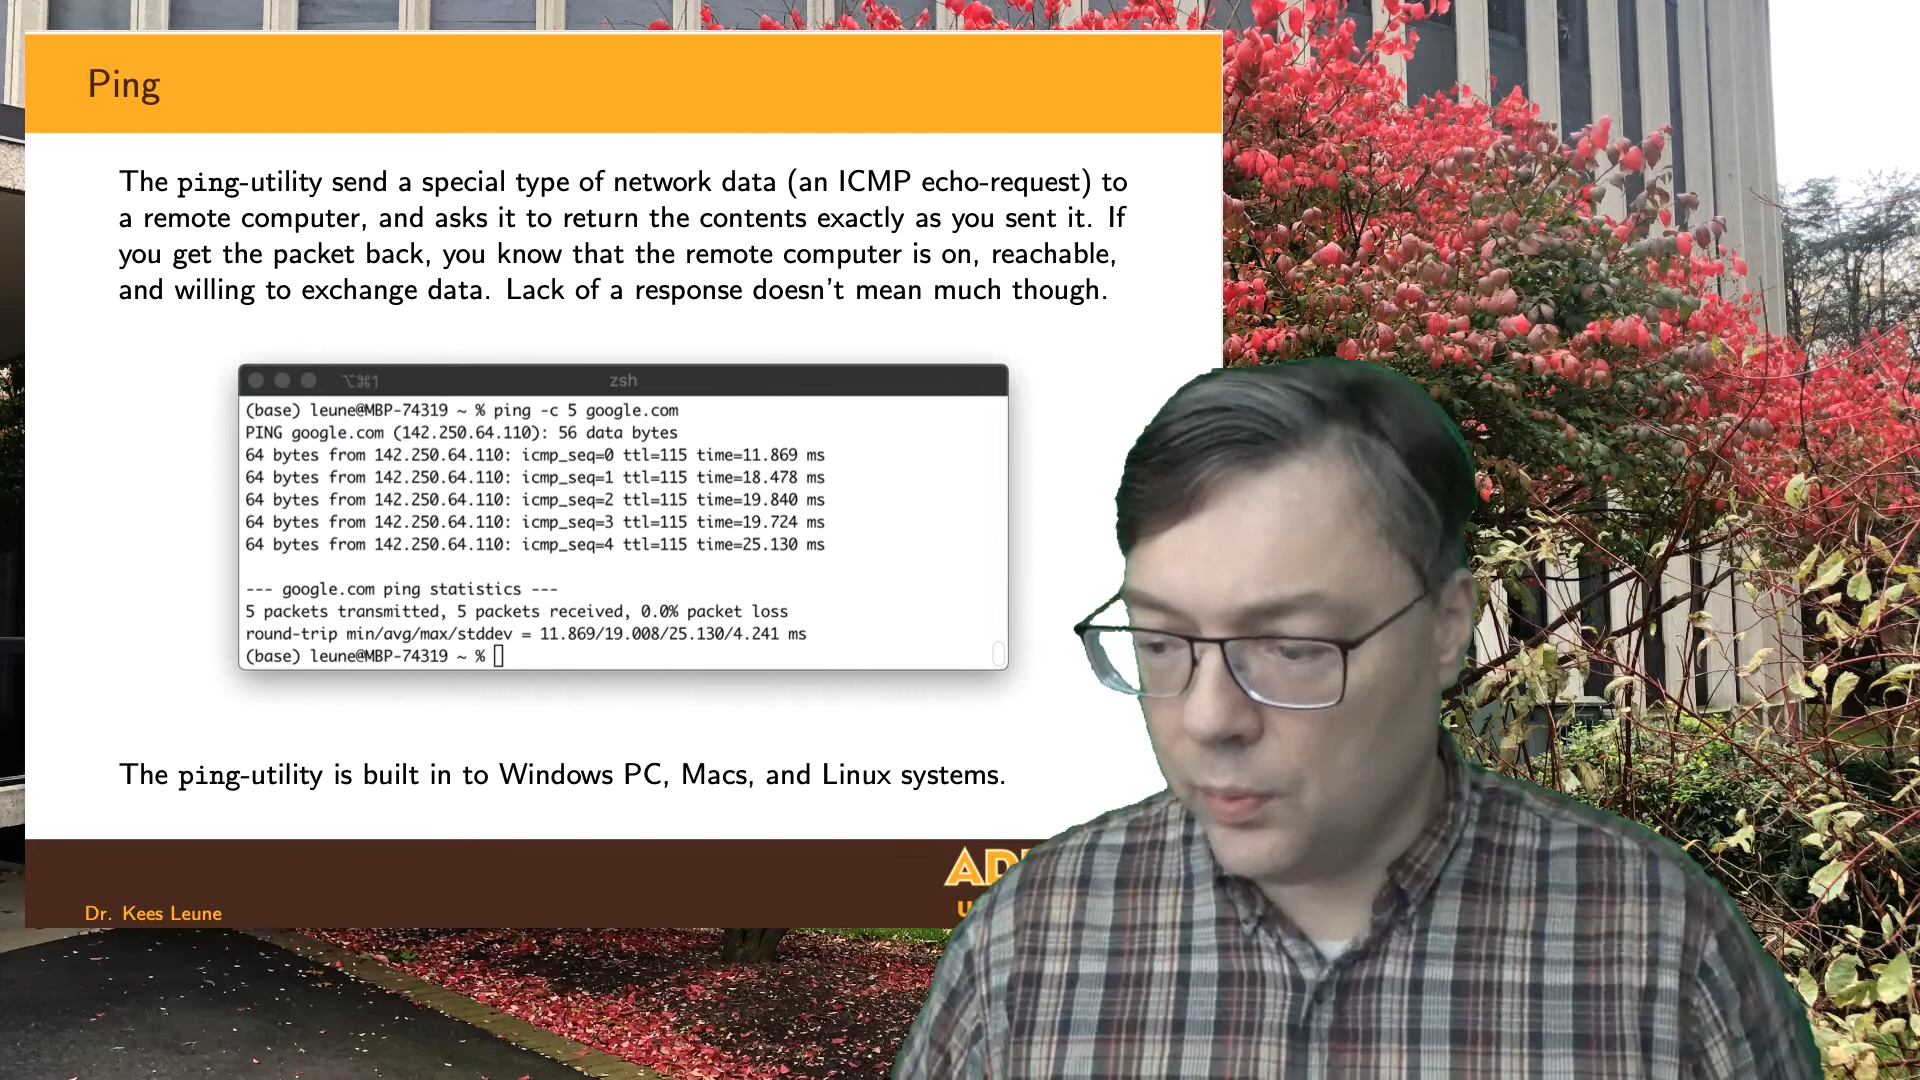 Ping
The ping-utility send a special type of network data (an ICMP echo-request) to
a remote computer, and asks it to return the contents exactly as you sent it. If
you get the packet back, you know that the remote computer is on, reachable,
and willing to exchange data. Lack of a response doesn't mean much though.
⌥⌘1 zsh
(base) leune@MBP-74319 ~ % ping -c 5 google.com
PING google.com (142.250.64.110): 56 data bytes
64 bytes from 142.250.64.110: icmp_seq=0 ttl=115 time=11.869 ms
64 bytes from 142.250.64.110: icmp_seq=1 ttl=115 time=18.478 ms
64 bytes from 142.250.64.110: icmp_seq=2 ttl=115 time=19.840 ms
64 bytes from 142.250.64.110: icmp_seq=3 ttl=115 time=19.724 ms
64 bytes from 142.250.64.110: icmp_seq=4 ttl=115 time=25.130 ms
--- google.com ping statistics ---
5 packets transmitted, 5 packets received, 0.0% packet loss
round-trip min/avg/max/stddev = 11.869/19.008/25.130/4.241 ms
(base) leune@MBP-74319 ~ %
The ping-utility is built in to Windows PC, Macs, and Linux systems.
Dr. Kees Leune